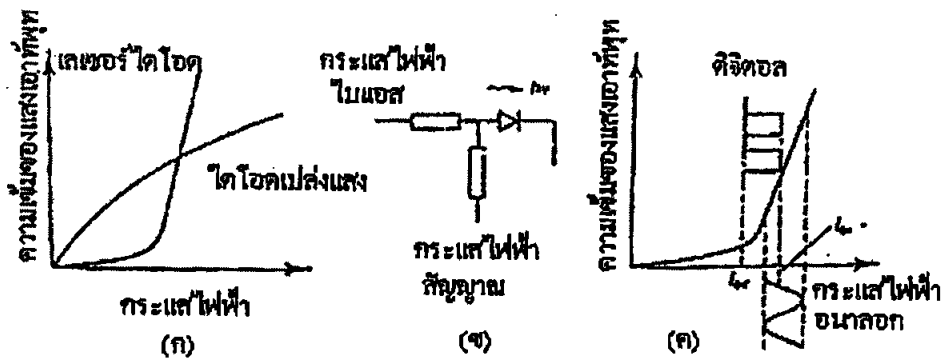 ความเข้มของแสงเอาท์พุท
เลเซอร์ไดโอด
ไดโอดเปล่งแสง
กระแสไฟฟ้า
(ก)
กระแสไฟฟ้า
ไบแอส
hν
กระแสไฟฟ้า
สัญญาณ
(ข)
ความเข้มของแสงเอาท์พุท
ดิจิตอล
กระแสไฟฟ้า
อนาลอก
(ค)